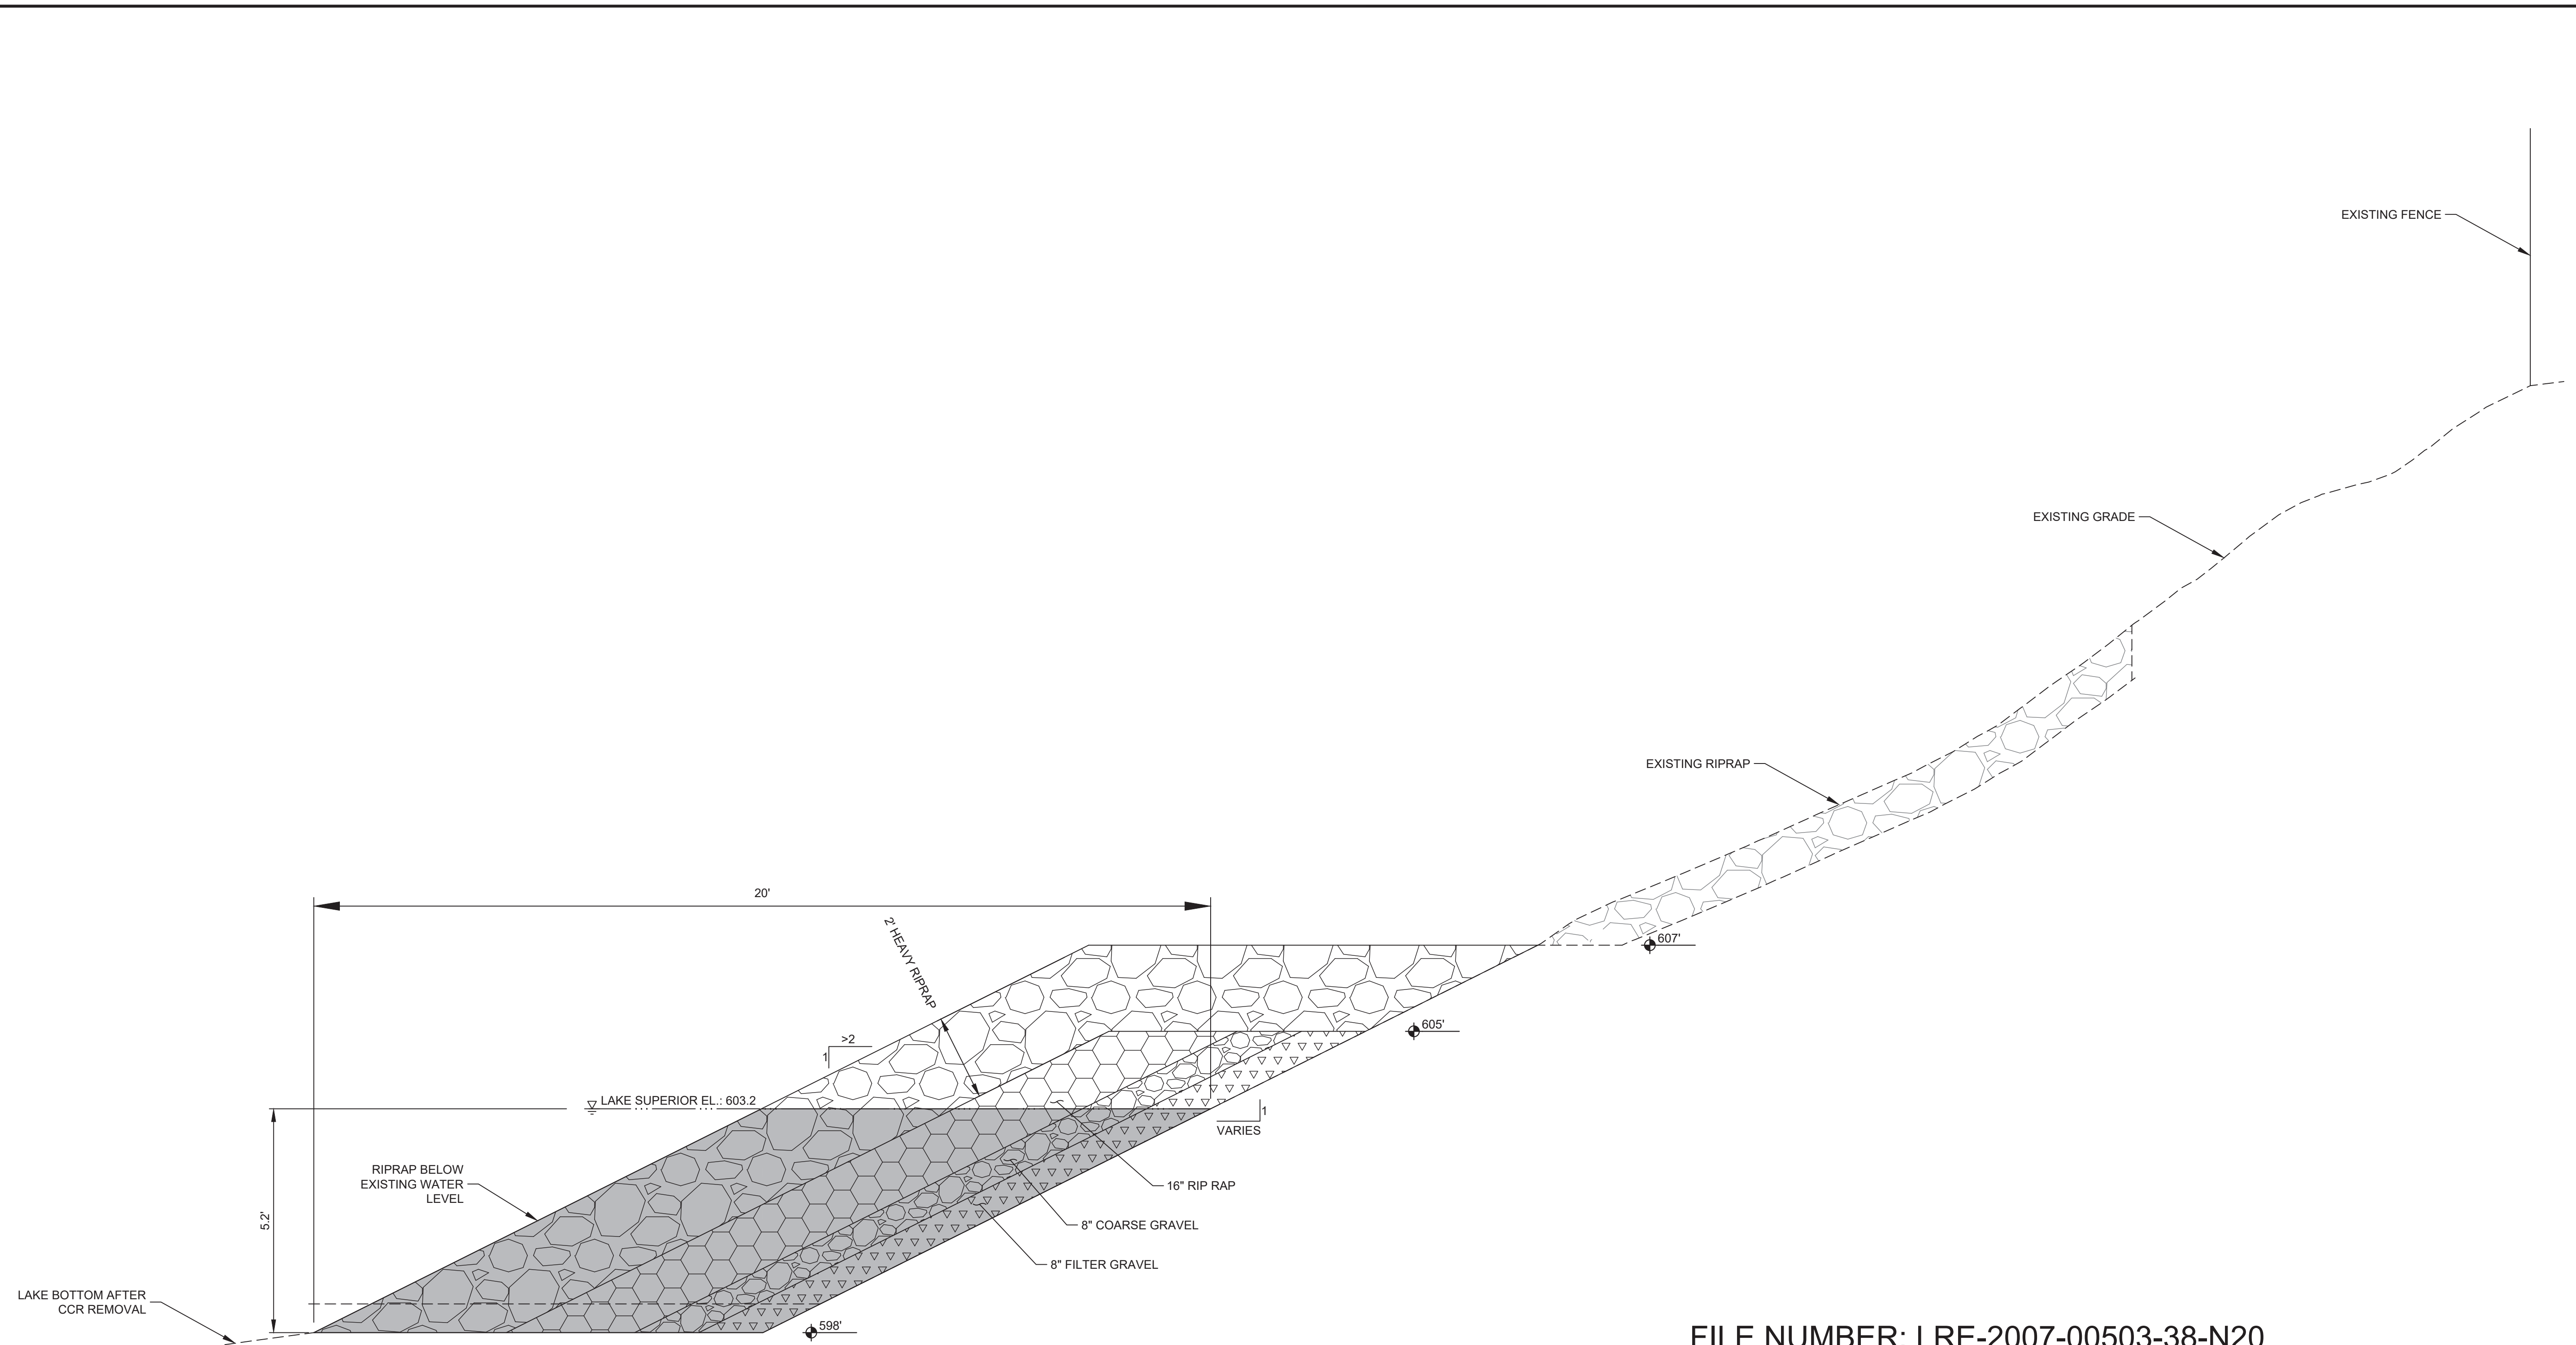 EXISTING FENCE
EXISTING GRADE
EXISTING RIPRAP
20'
2' HEAVY RIPRAP
607'
605'
>2
1
LAKE SUPERIOR EL.: 603.2
1
VARIES
RIPRAP BELOW
EXISTING WATER
LEVEL
16" RIP RAP
5.2'
8" COARSE GRAVEL
8" FILTER GRAVEL
LAKE BOTTOM AFTER
CCR REMOVAL
598'
FILE NUMBER: LRE-2007-00503-38-N20